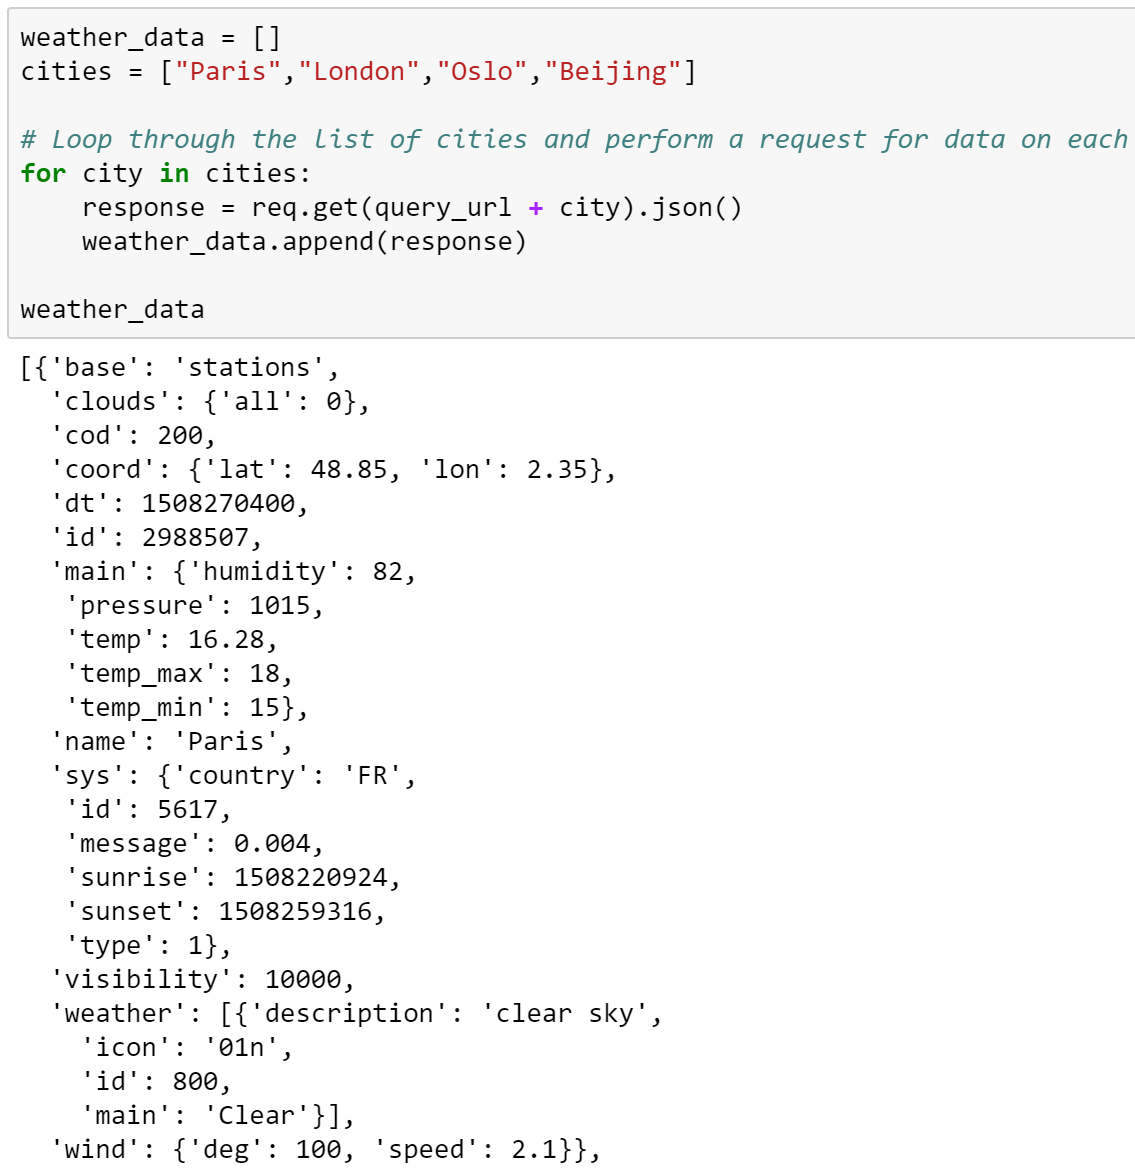 weather_data = []
cities = ["Paris","London","Oslo","Beijing"]

# Loop through the list of cities and perform a request for data on each
for city in cities:
    response = req.get(query_url + city).json()
    weather_data.append(response)

weather_data
[{'base': 'stations',
  'clouds': {'all': 0},
  'cod': 200,
  'coord': {'lat': 48.85, 'lon': 2.35},
  'dt': 1508270400,
  'id': 2988507,
  'main': {'humidity': 82,
   'pressure': 1015,
   'temp': 16.28,
   'temp_max': 18,
   'temp_min': 15},
  'name': 'Paris',
  'sys': {'country': 'FR',
   'id': 5617,
   'message': 0.004,
   'sunrise': 1508220924,
   'sunset': 1508259316,
   'type': 1},
  'visibility': 10000,
  'weather': [{'description': 'clear sky',
    'icon': '01n',
    'id': 800,
    'main': 'Clear'}],
  'wind': {'deg': 100, 'speed': 2.1}},